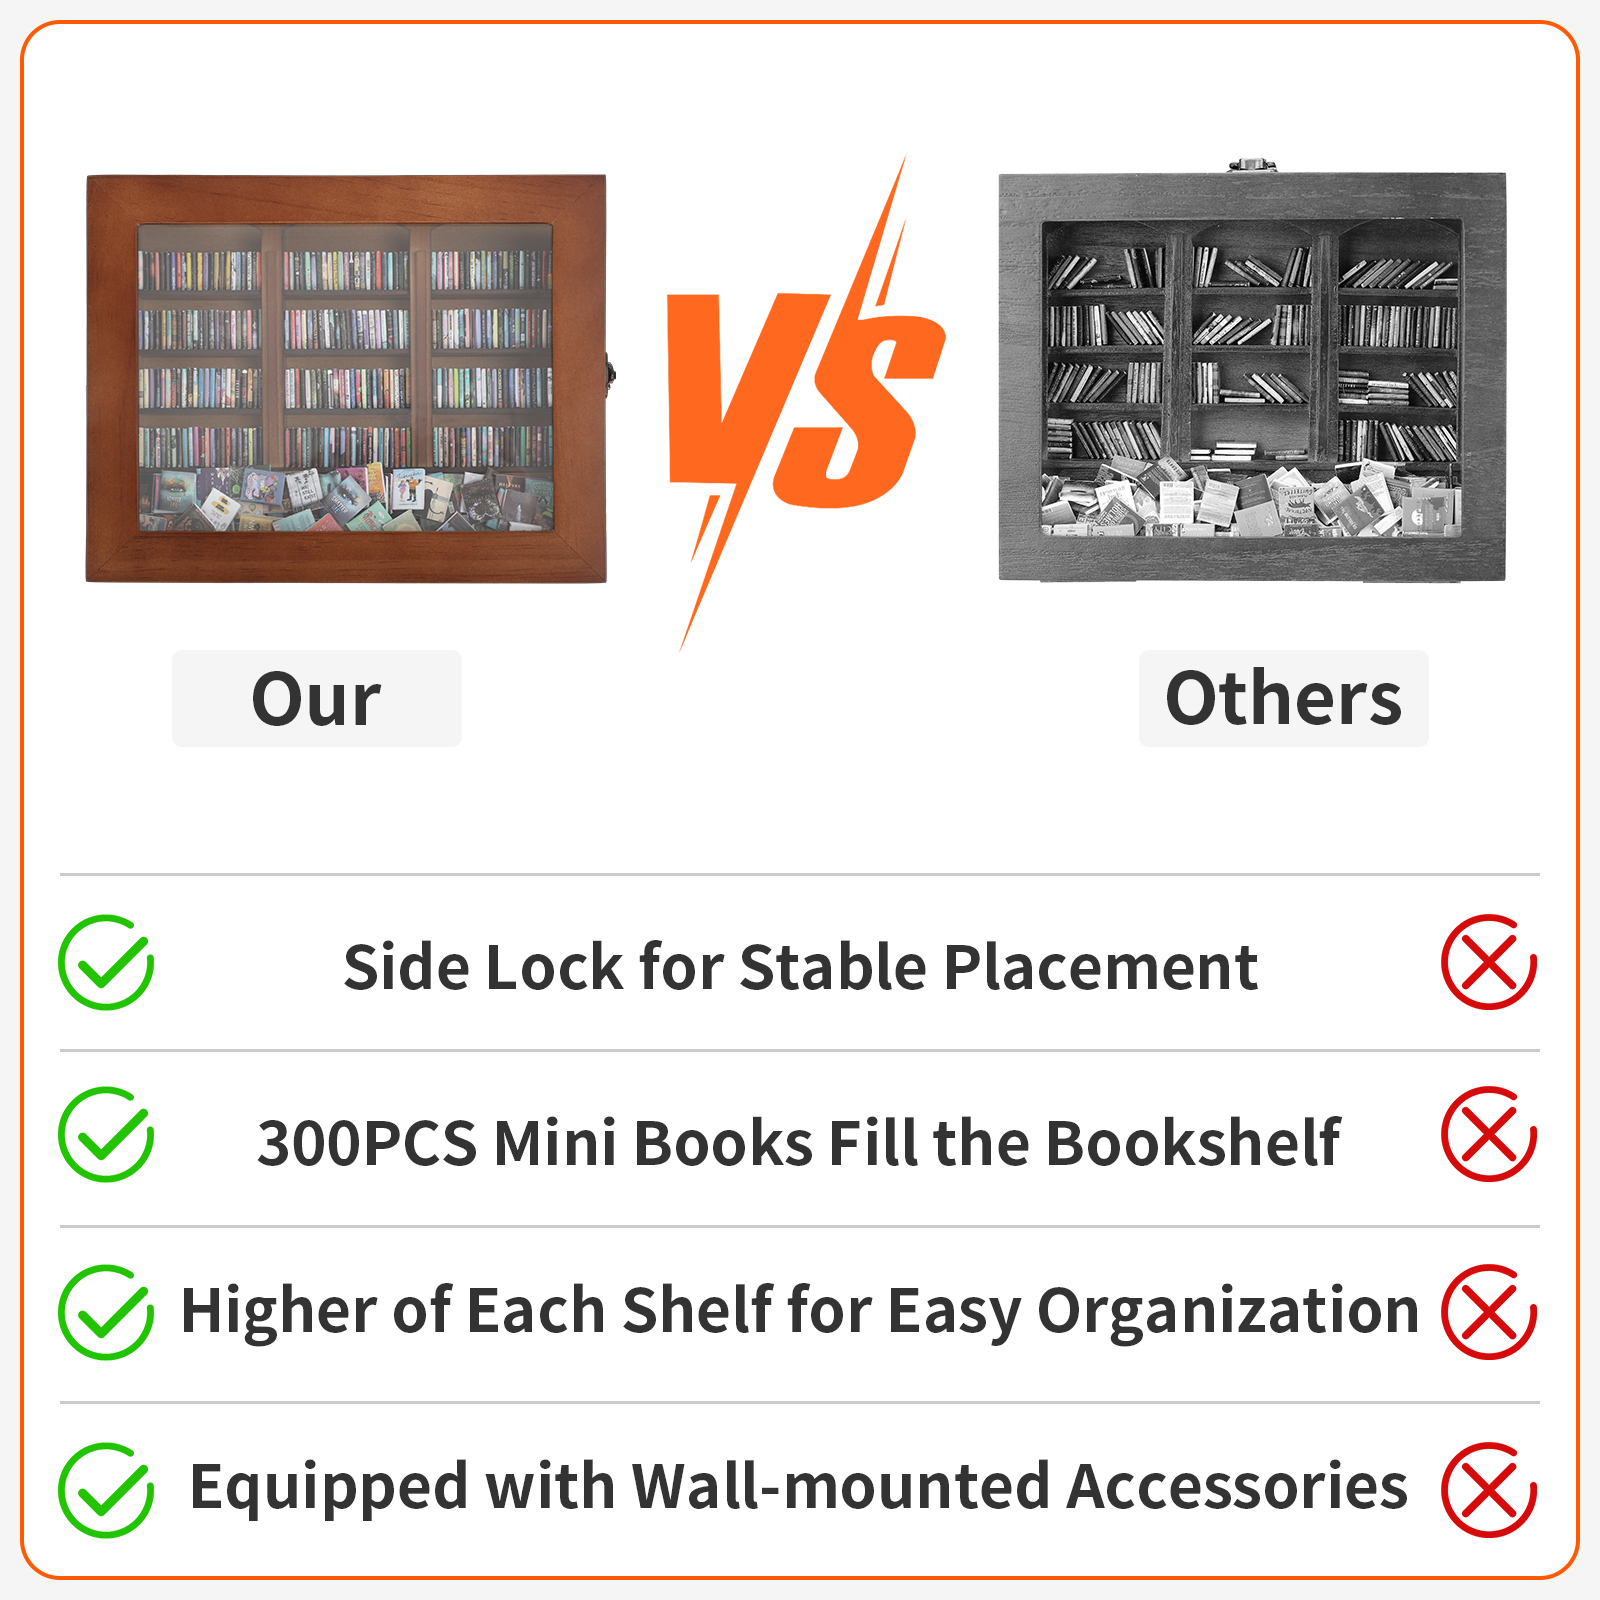 VS
Our
Others
Side Lock for Stable Placement
300PCS Mini Books Fill the Bookshelf
Higher of Each Shelf for Easy Organization
Equipped with Wall-mounted Accessories